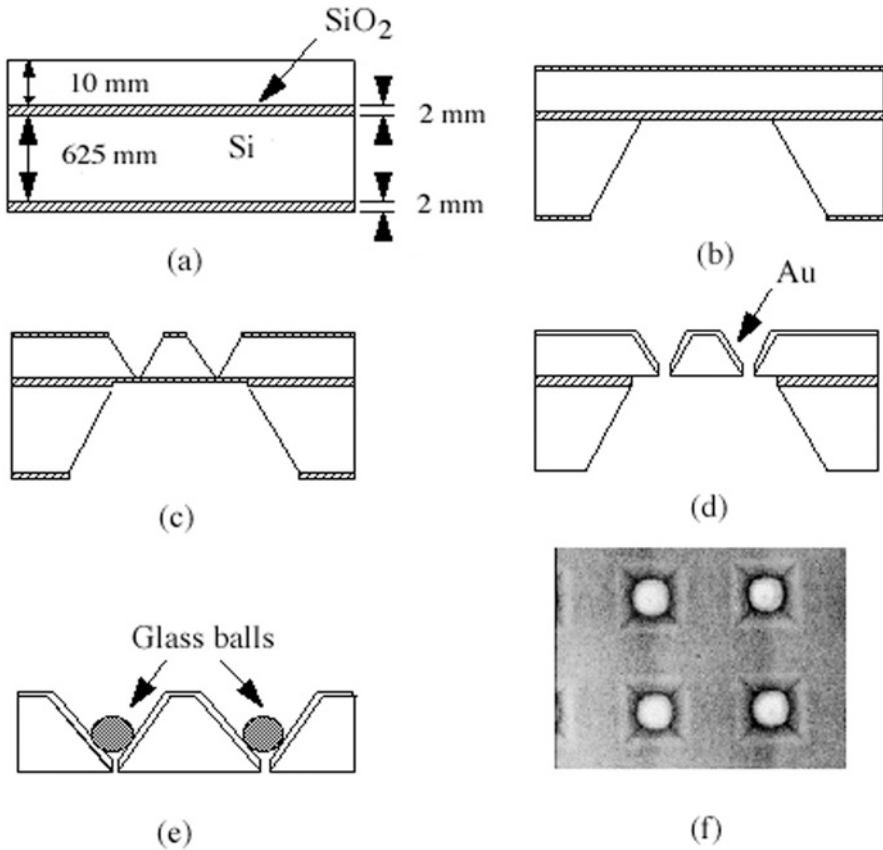 SiO2
10 mm
2 mm
625 mm
Si
2 mm
(a)
(b)
(c)
Au
(d)
Glass balls
(e)
(f)